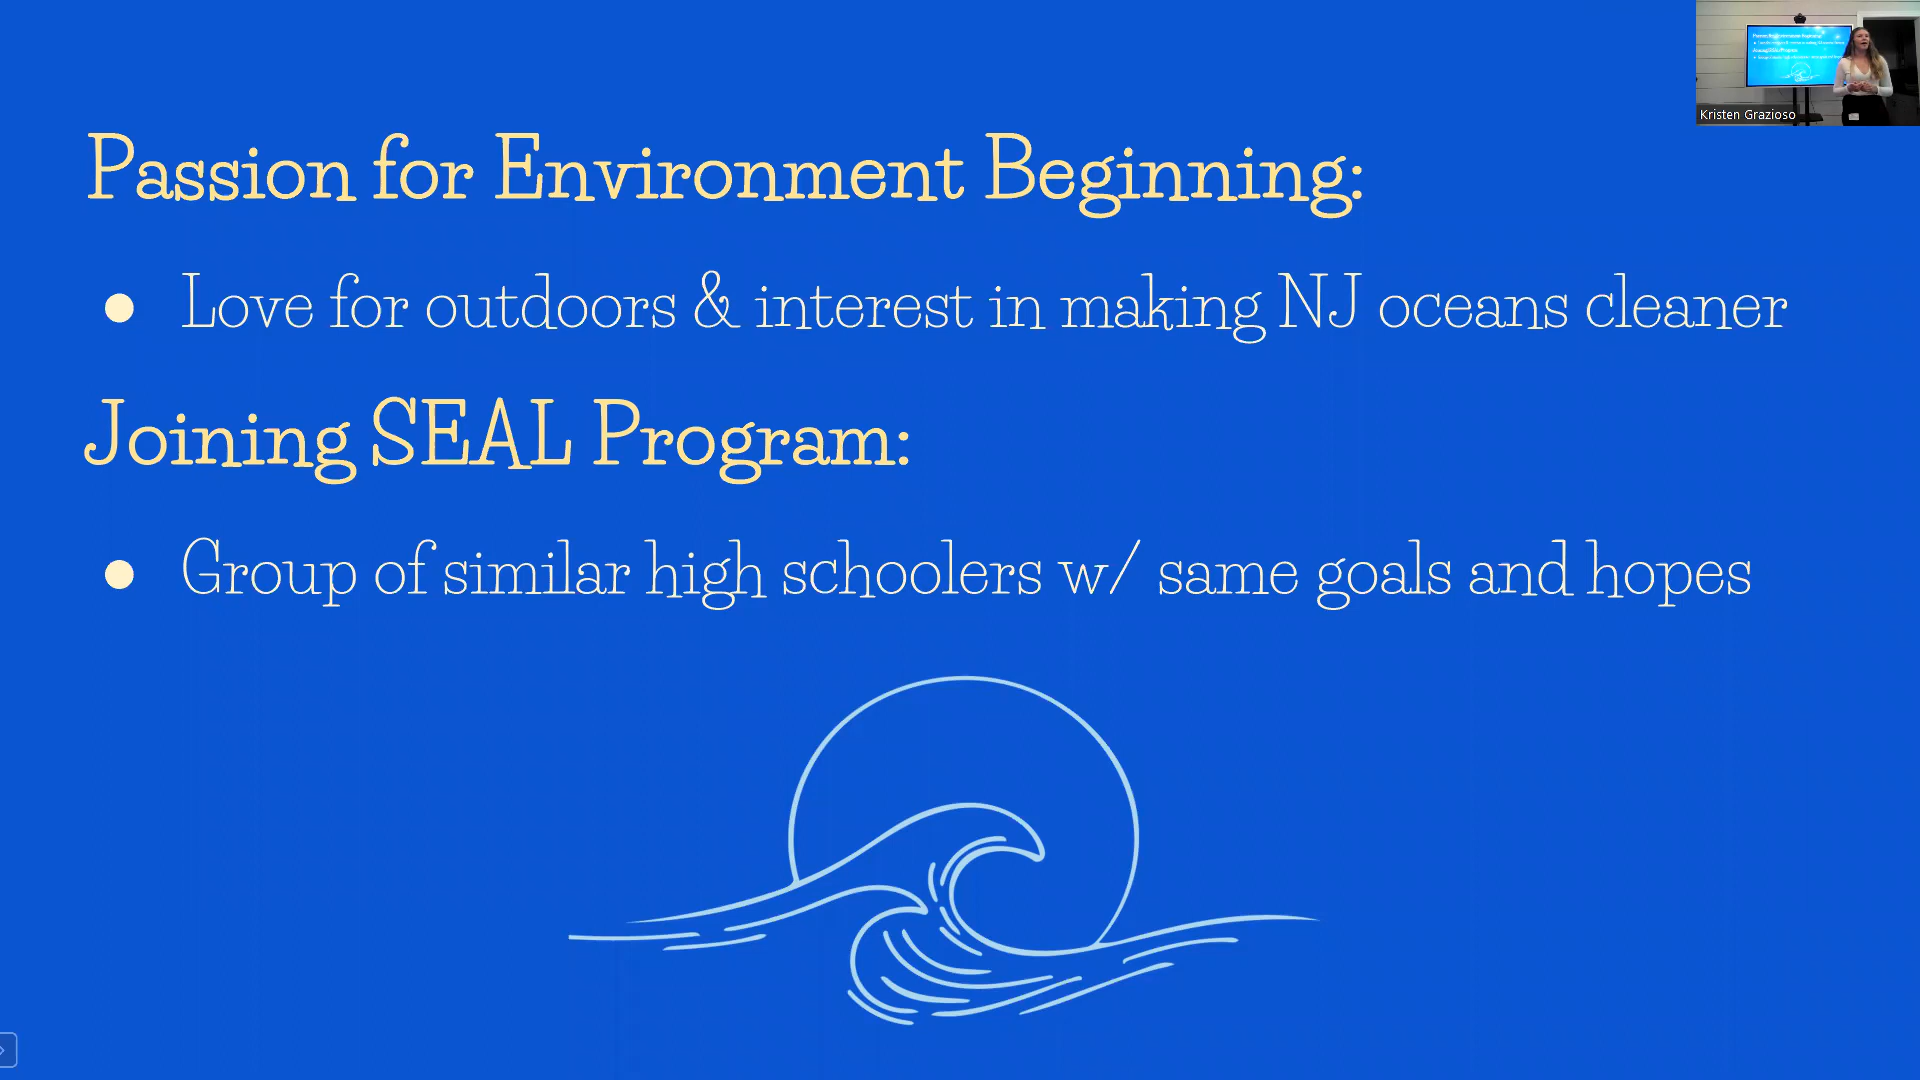 Passion for Environment Beginning:
● Love for outdoors & interest in making NJ oceans cleaner
Joining SEAL Program:
● Group of similar high schoolers w/ same goals and hopes
Kristen Grazioso